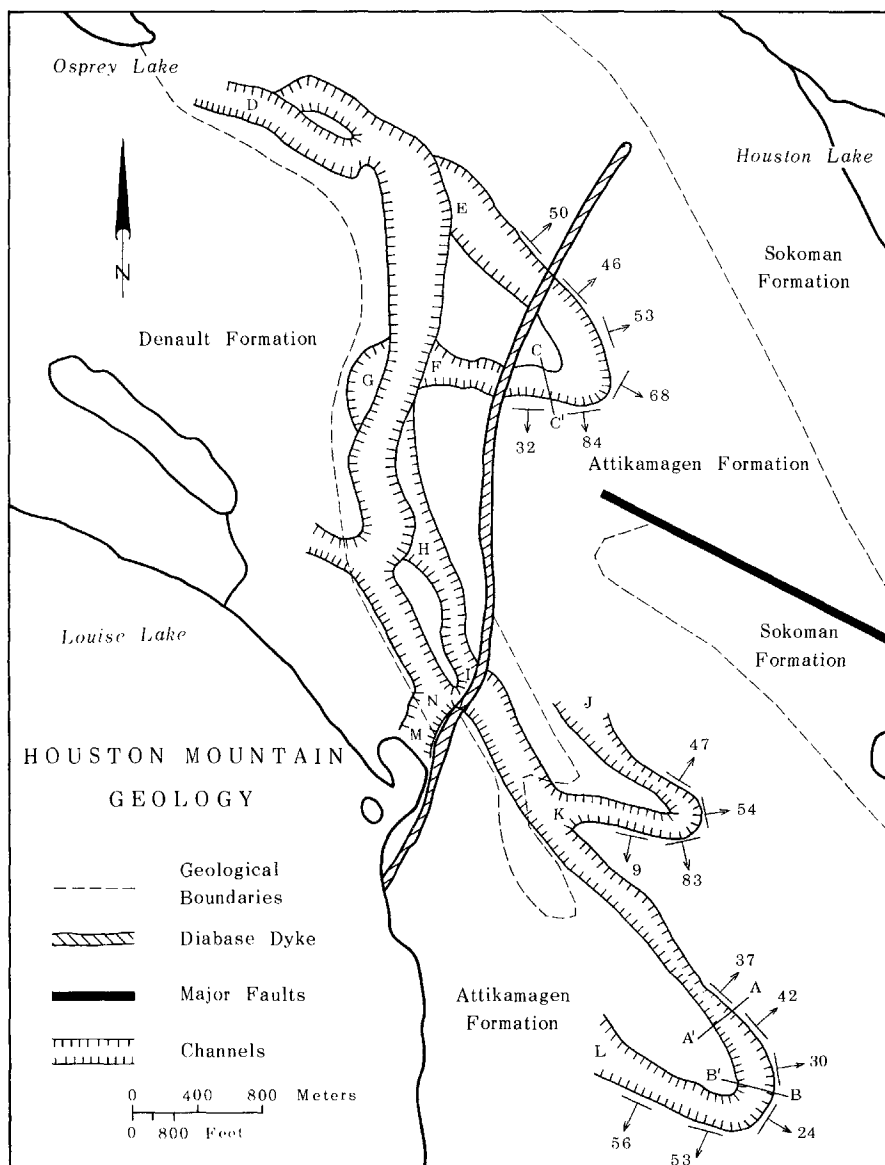 Osprey Lake
D
Houston Lake
E
50
N
46
Sokoman
Formation
53
Denault Formation
C
F
G
68
C'
32
84
Attikamagen Formation
H
Louise Lake
Sokoman
Formation
I
N
J
M
HOUSTON MOUNTAIN
GEOLOGY
47
54
K
9
83
Geological
Boundaries
Diabase Dyke
37
A
42
Major Faults
Attikamagen
Formation
A'
Channels
L
B'
30
B
0 400 800 Meters
0 800 Feet
24
56
53